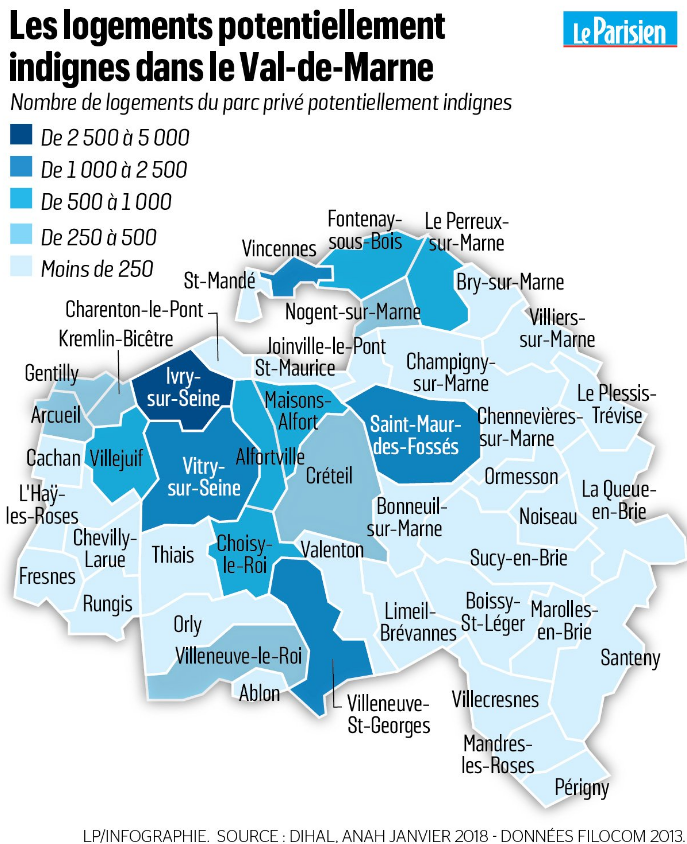 Les logements potentiellement
indignes dans le Val-de-Marne
Le Parisien
Nombre de logements du parc privé potentiellement indignes
De 2 500 à 5 000
De 1 000 à 2 500
De 500 à 1 000
De 250 à 500
Moins de 250
Fontenay-
sous-Bois
Le Perreux-
sur-Marne
Vincennes
St-Mandé
Bry-sur-Marne
Charenton-le-Pont
Nogent-sur-Marne
Villiers-
sur-Marne
Kremlin-Bicêtre
Joinville-le-Pont
St-Maurice
Champigny-
sur-Marne
Gentilly
Ivry-
sur-Seine
Maisons-
Alfort
Le Plessis-
Trévise
Arcueil
Saint-Maur-
des-Fossés
Chennevières-
sur-Marne
Cachan
Villejuif
Alfortville
Vitry-
sur-Seine
Créteil
Ormesson
L'Haÿ-
les-Roses
La Queue-
en-Brie
Bonneuil-
sur-Marne
Noiseau
Chevilly-
Larue
Thiais
Choisy-
le-Roi
Valenton
Sucy-en-Brie
Fresnes
Rungis
Limeil-
Brévannes
Boissy-
St-Léger
Marolles-
en-Brie
Orly
Villeneuve-le-Roi
Santeny
Ablon
Villeneuve-
St-Georges
Villecresnes
Mandres-
les-Roses
Périgny
LP/INFOGRAPHIE. SOURCE : DIHAL, ANAH JANVIER 2018 - DONNÉES FILOCOM 2013.